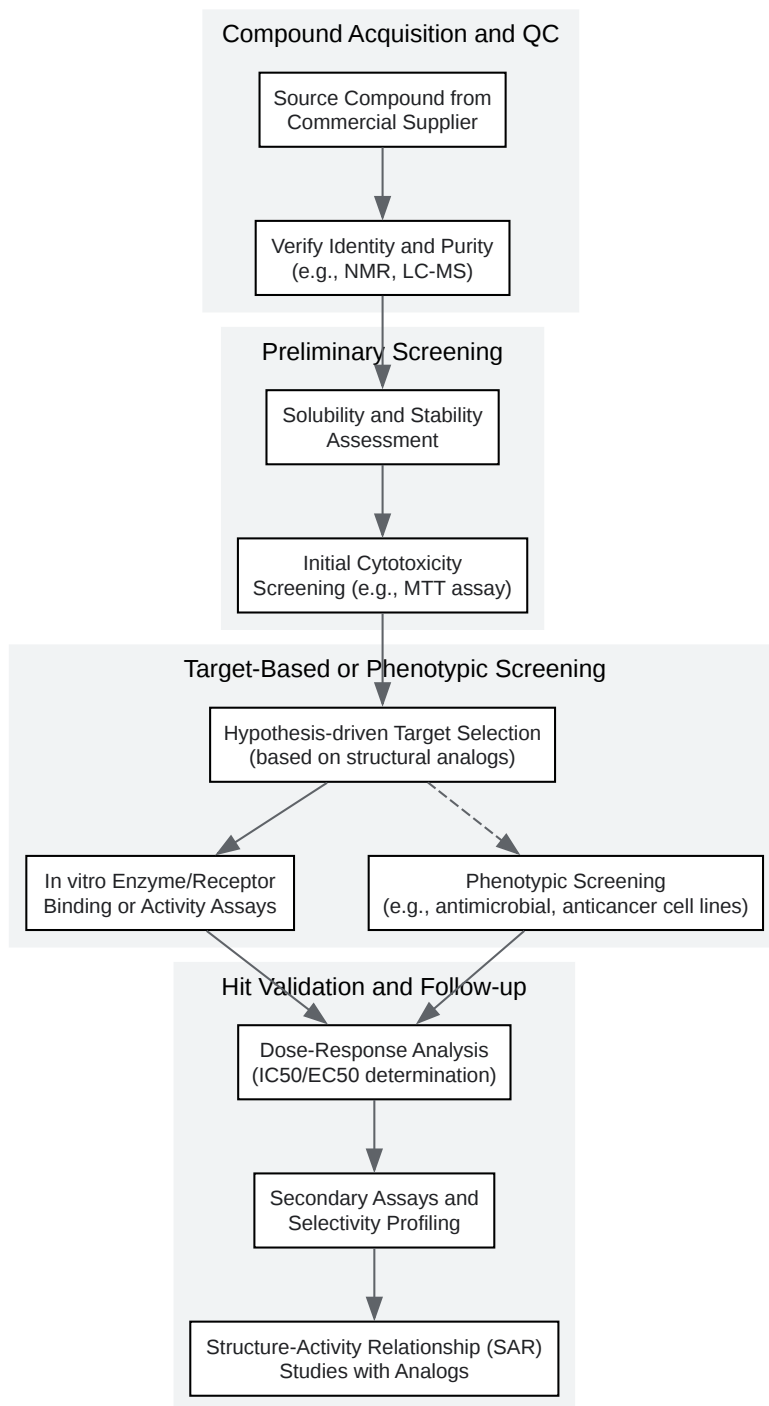 Compound Acquisition and QC
Source Compound from
Commercial Supplier
Verify Identity and Purity
(e.g., NMR, LC-MS)
Preliminary Screening
Solubility and Stability
Assessment
Initial Cytotoxicity
Screening (e.g., MTT assay)
Target-Based or Phenotypic Screening
Hypothesis-driven Target Selection
(based on structural analogs)
In vitro Enzyme/Receptor
Binding or Activity Assays
Phenotypic Screening
(e.g., antimicrobial, anticancer cell lines)
Hit Validation and Follow-up
Dose-Response Analysis
(IC50/EC50 determination)
Secondary Assays and
Selectivity Profiling
Structure-Activity Relationship (SAR)
Studies with Analogs